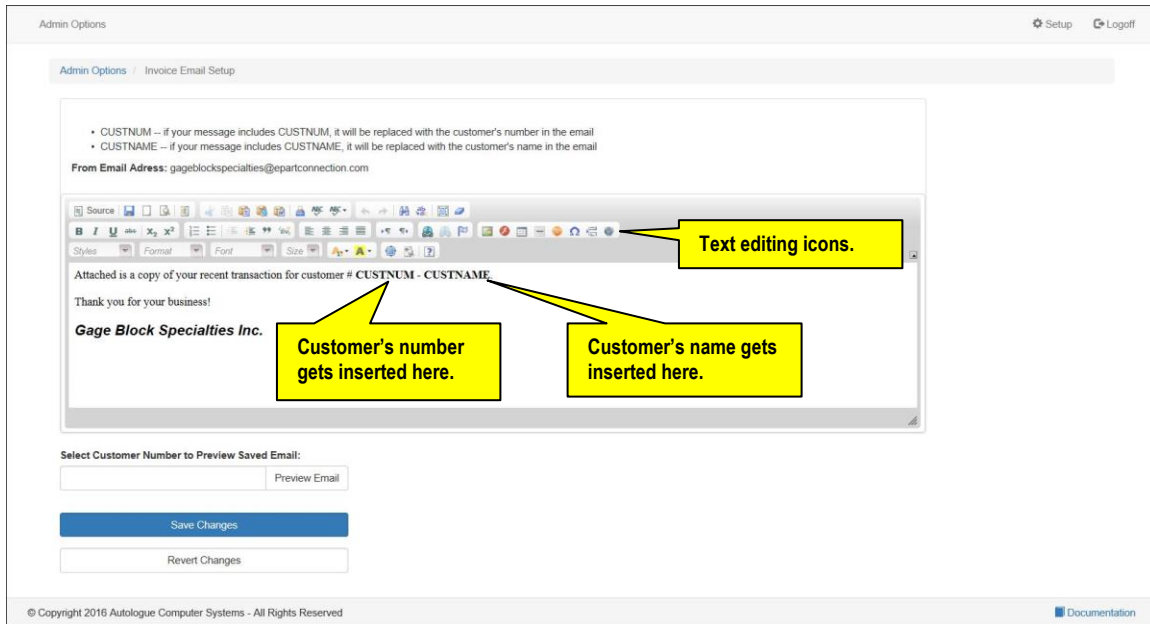 Admin Options
Setup
Logoff
Admin Options / Invoice Email Setup
• CUSTNUM -- if your message includes CUSTNUM, it will be replaced with the customer's number in the email
• CUSTNAME -- if your message includes CUSTNAME, it will be replaced with the customer's name in the email
From Email Adress: gageblockspecialties@epartconnection.com
Source
B I U abc X₂ X²
Styles Format Font Size A A
Text editing icons.
Attached is a copy of your recent transaction for customer # CUSTNUM - CUSTNAME.
Thank you for your business!
Gage Block Specialties Inc.
Customer's number
gets inserted here.
Customer's name gets
inserted here.
Select Customer Number to Preview Saved Email:
Preview Email
Save Changes
Revert Changes
© Copyright 2016 Autologue Computer Systems - All Rights Reserved
Documentation